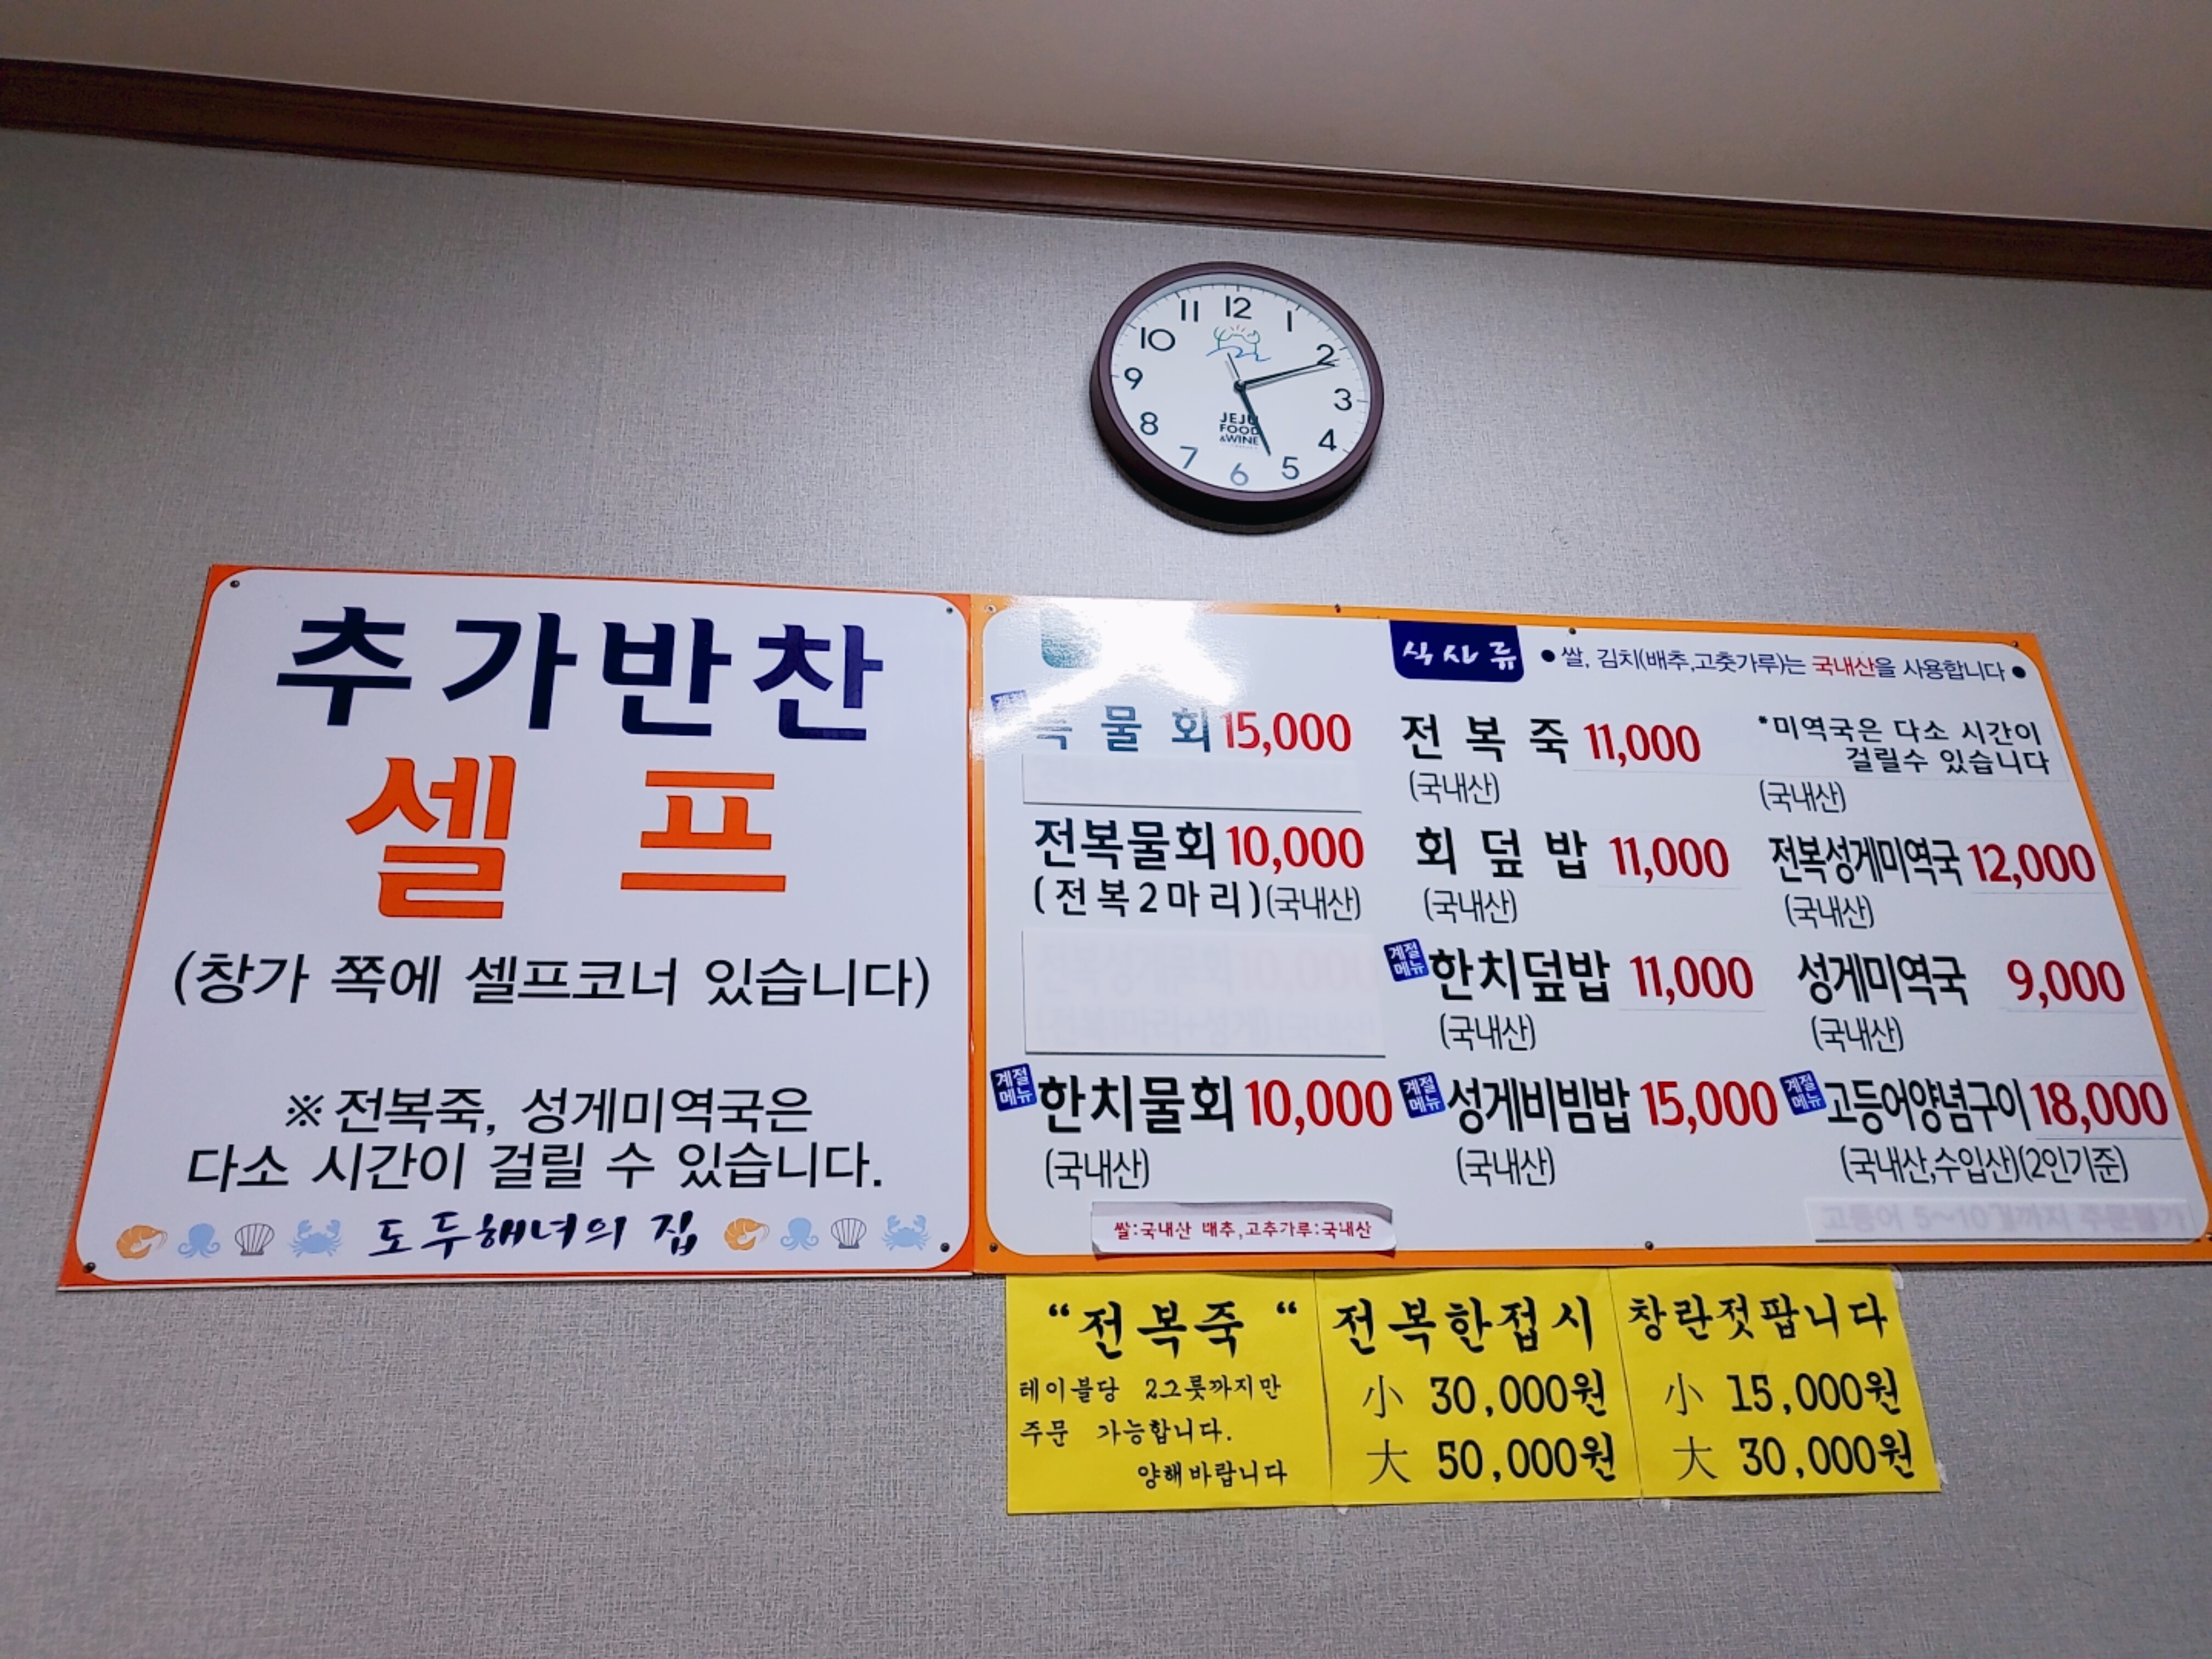 11 12 1
10 2
9 3
8 4
7 6 5
JEJU
FOOD
&WINE
추가반찬
셀프
(창가 쪽에 셀프코너 있습니다)
※전복죽, 성게미역국은
다소 시간이 걸릴 수 있습니다.
도두해녀의 집
식사류 ● 쌀, 김치(배추,고춧가루)는 국내산을 사용합니다 ●
물 회 15,000
전복물회 10,000
(전복2마리)(국내산)
계절
메뉴
한치물회 10,000
(국내산)
전 복 죽 11,000
(국내산)
회 덮 밥 11,000
(국내산)
계절
메뉴
한치덮밥 11,000
(국내산)
계절
메뉴
성게비빔밥 15,000
(국내산)
*미역국은 다소 시간이
걸릴수 있습니다
(국내산)
전복성게미역국 12,000
(국내산)
성게미역국 9,000
(국내산)
계절
메뉴
고등어양념구이 18,000
(국내산,수입산)(2인기준)
쌀:국내산 배추,고추가루:국내산
“전복죽“
테이블당 2그릇까지만
주문 가능합니다.
양해바랍니다
전복한접시
小 30,000원
大 50,000원
창란젓팝니다
小 15,000원
大 30,000원